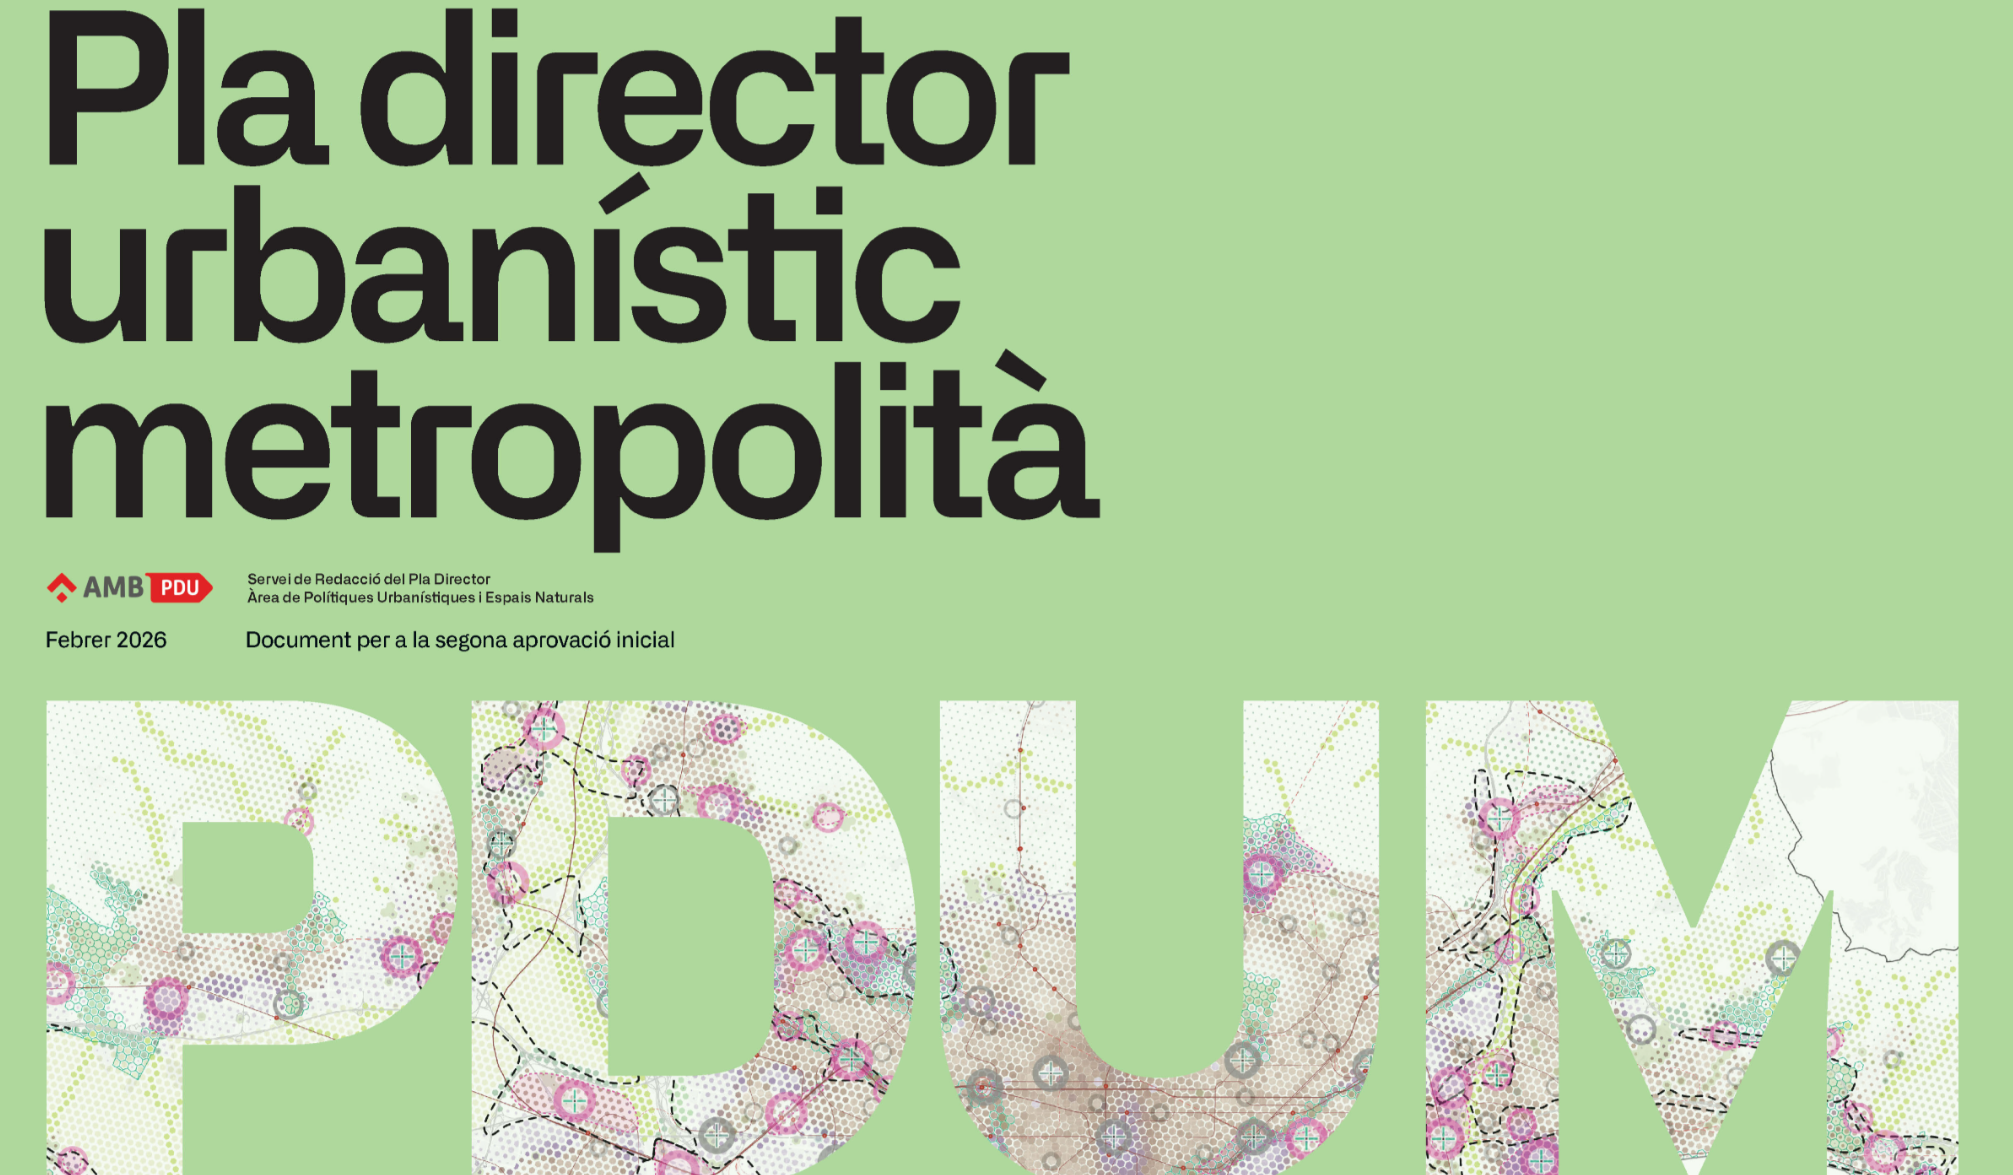 Pla director
urbanístic
metropolità
AMB PDU
Servei de Redacció del Pla Director
Àrea de Polítiques Urbanístiques i Espais Naturals
Febrer 2026
Document per a la segona aprovació inicial
PDUM